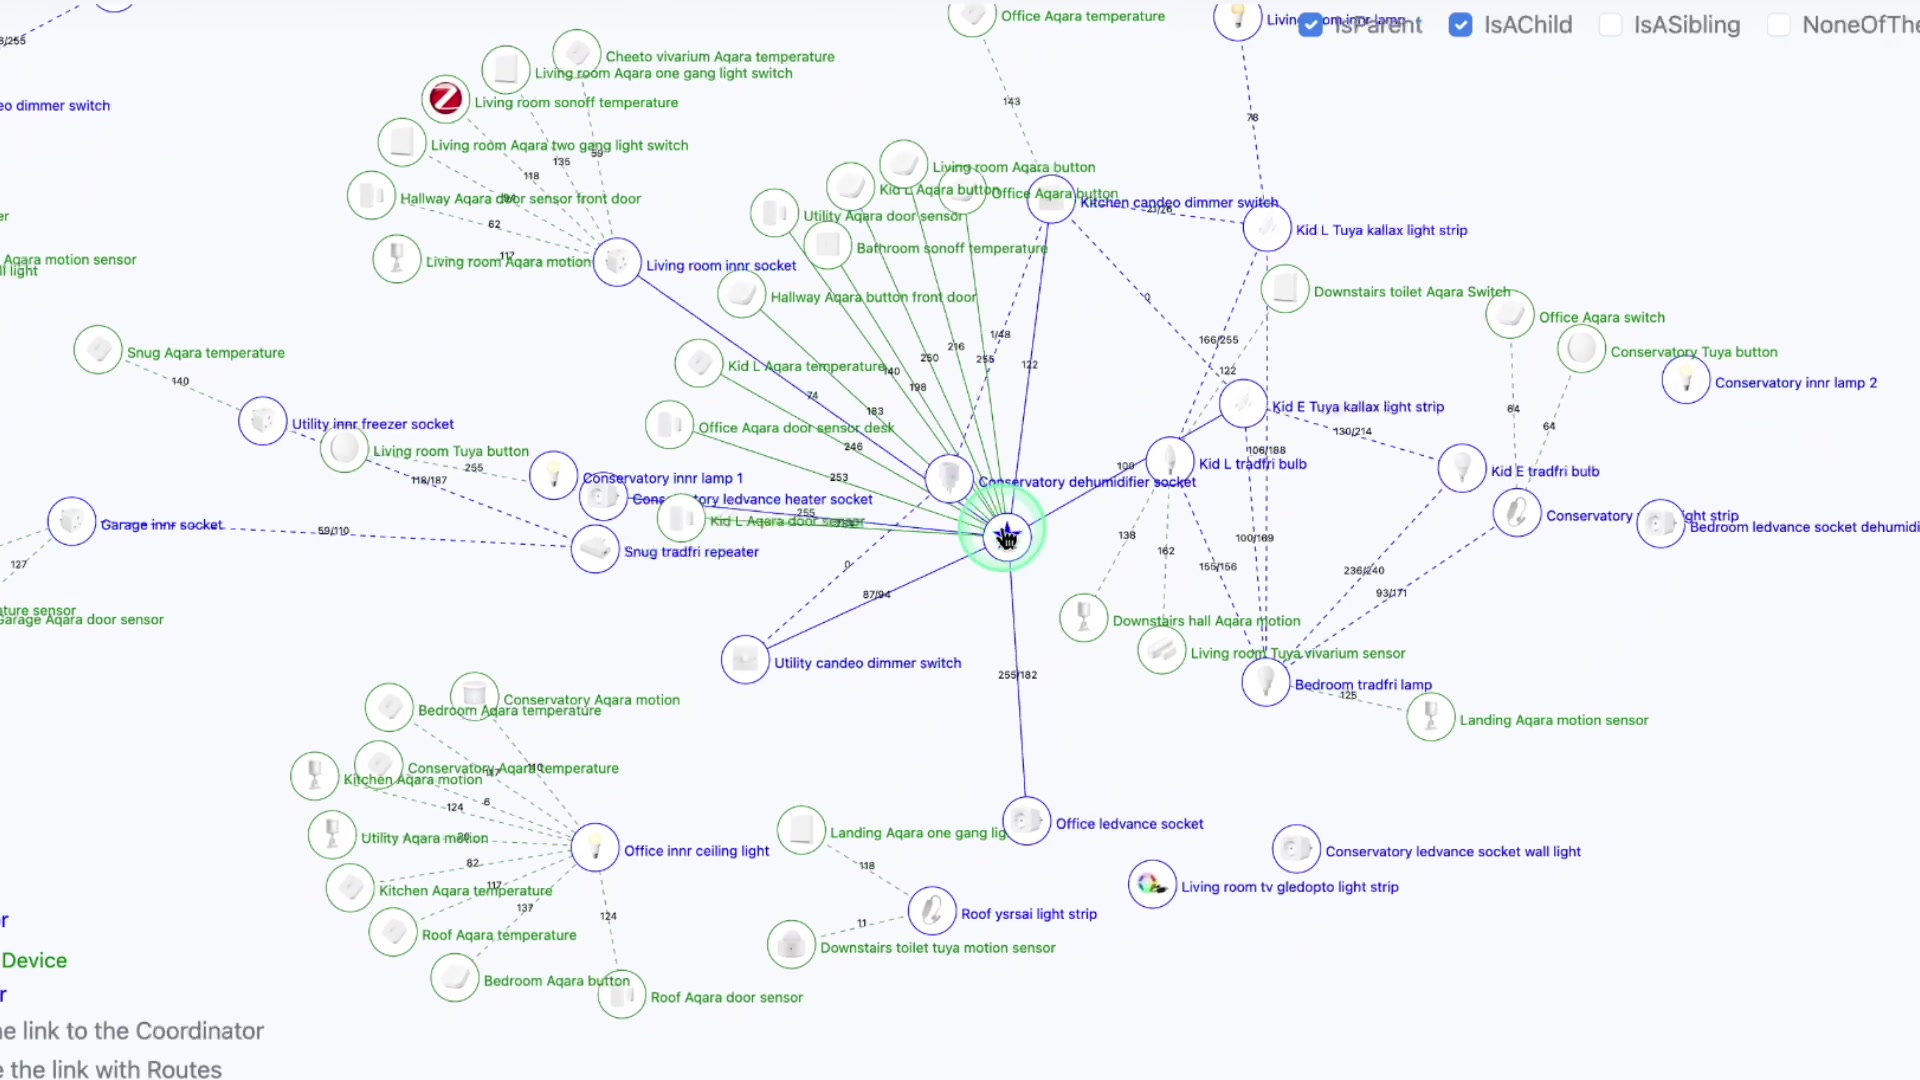 Office Aqara temperature
IsParent
IsAChild
IsASibling
NoneOfThe
3/255
Cheeto vivarium Aqara temperature
Living room Aqara one gang light switch
Living room sonoff temperature
eo dimmer switch
143
78
Living room Aqara two gang light switch
59
135
118
Living room Aqara button
Kid L Aqara button
Office Aqara button
Hallway Aqara door sensor front door
Kitchen candeo dimmer switch
21/26
er
Utility Aqara door sensor
62
Kid L Tuya kallax light strip
Bathroom sonoff temperature
117
Aqara motion sensor
Living room Aqara motion
Living room innr socket
ll light
Hallway Aqara button front door
0
Downstairs toilet Aqara Switch
Office Aqara switch
1/48
166/255
216
255
250
Snug Aqara temperature
Conservatory Tuya button
Kid L Aqara temperature
140
122
122
140
198
Conservatory innr lamp 2
74
183
Kid E Tuya kallax light strip
64
Utility innr freezer socket
Office Aqara door sensor desk
64
130/214
246
Living room Tuya button
106/188
255
100
Kid L tradfri bulb
Kid E tradfri bulb
118/187
Conservatory innr lamp 1
253
Conservatory dehumidifier socket
Conservatory ledvance heater socket
255
Garage innr socket
Kid L Aqara door sensor
Conservatory
ght strip
Bedroom ledvance socket dehumidi
59/110
138
100/169
Snug tradfri repeater
162
127
0
155/156
236/240
87/94
93/171
ature sensor
Garage Aqara door sensor
Downstairs hall Aqara motion
Living room Tuya vivarium sensor
Utility candeo dimmer switch
255/182
Bedroom tradfri lamp
125
Conservatory Aqara motion
Bedroom Aqara temperature
Landing Aqara motion sensor
Conservatory Aqara temperature
Kitchen Aqara motion
124
6
Utility Aqara motion
82
Office innr ceiling light
Landing Aqara one gang lig
Office ledvance socket
Conservatory ledvance socket wall light
118
117
Kitchen Aqara temperature
Living room tv gledopto light strip
137
124
Roof ysrsai light strip
11
r
Roof Aqara temperature
Downstairs toilet tuya motion sensor
Device
Bedroom Aqara button
r
Roof Aqara door sensor
ne link to the Coordinator
e the link with Routes